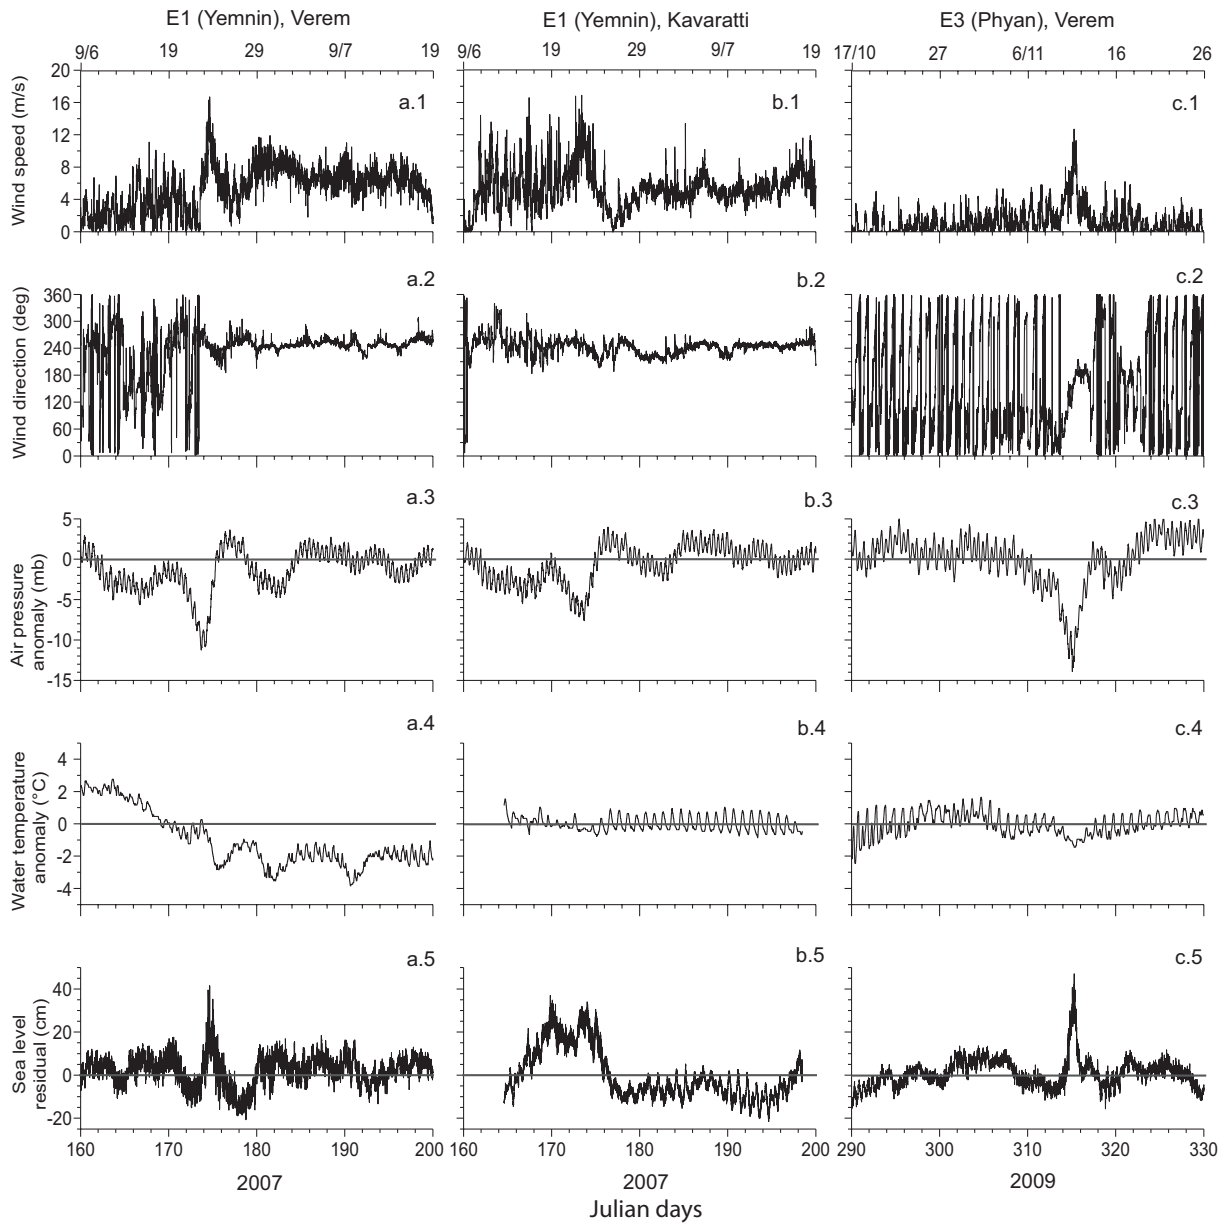 E1 (Yemnin), Verem E1 (Yemnin), Kavaratti E3 (Phyan), Verem
9/6 19 29 9/7 19 9/6 19 29 9/7 19 17/10 27 6/11 16 26
Wind speed (m/s)
20
16
12
8
4
0
a.1 b.1 c.1
Wind direction (deg)
360
300
240
180
120
60
0
a.2 b.2 c.2
Air pressure
anomaly (mb)
5
0
-5
-10
-15
a.3 b.3 c.3
Water temperature
anomaly (°C)
4
2
0
-2
-4
a.4 b.4 c.4
Sea level
residual (cm)
40
20
0
-20
a.5 b.5 c.5
160 170 180 190 200 160 170 180 190 200 290 300 310 320 330
2007 2007 2009
Julian days